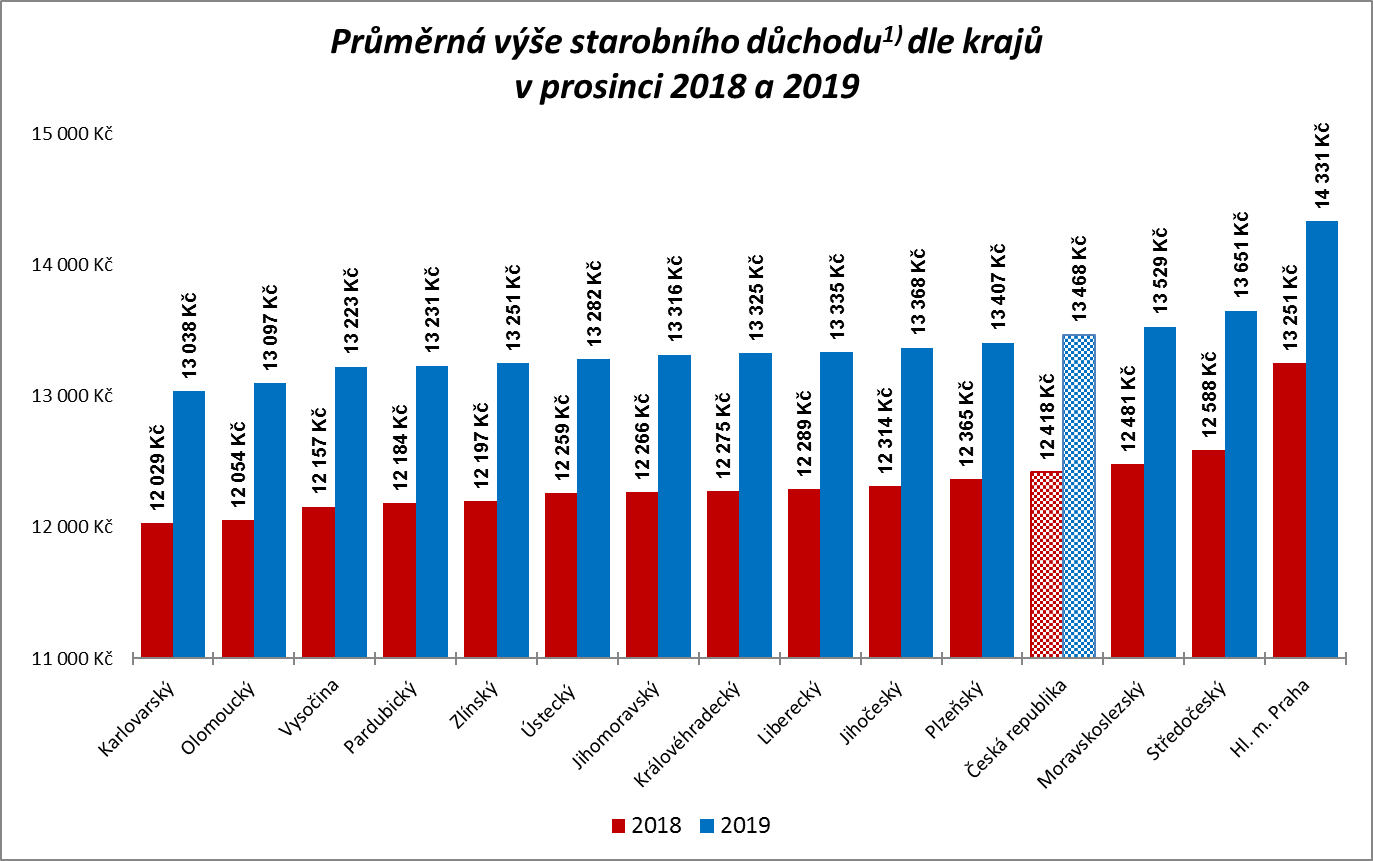 Průměrná výše starobního důchodu1) dle krajů
v prosinci 2018 a 2019
15 000 Kč
14 000 Kč
13 000 Kč
12 000 Kč
11 000 Kč
12 029 Kč
13 038 Kč
12 054 Kč
13 097 Kč
12 157 Kč
13 223 Kč
12 184 Kč
13 231 Kč
12 197 Kč
13 251 Kč
12 259 Kč
13 282 Kč
12 266 Kč
13 316 Kč
12 275 Kč
13 325 Kč
12 289 Kč
13 335 Kč
12 314 Kč
13 368 Kč
12 365 Kč
13 407 Kč
12 418 Kč
13 468 Kč
12 481 Kč
13 529 Kč
12 588 Kč
13 651 Kč
13 251 Kč
14 331 Kč
Karlovarský
Olomoucký
Vysočina
Pardubický
Zlínský
Ústecký
Jihomoravský
Královéhradecký
Liberecký
Jihočeský
Plzeňský
Česká republika
Moravskoslezský
Středočeský
Hl. m. Praha
2018
2019